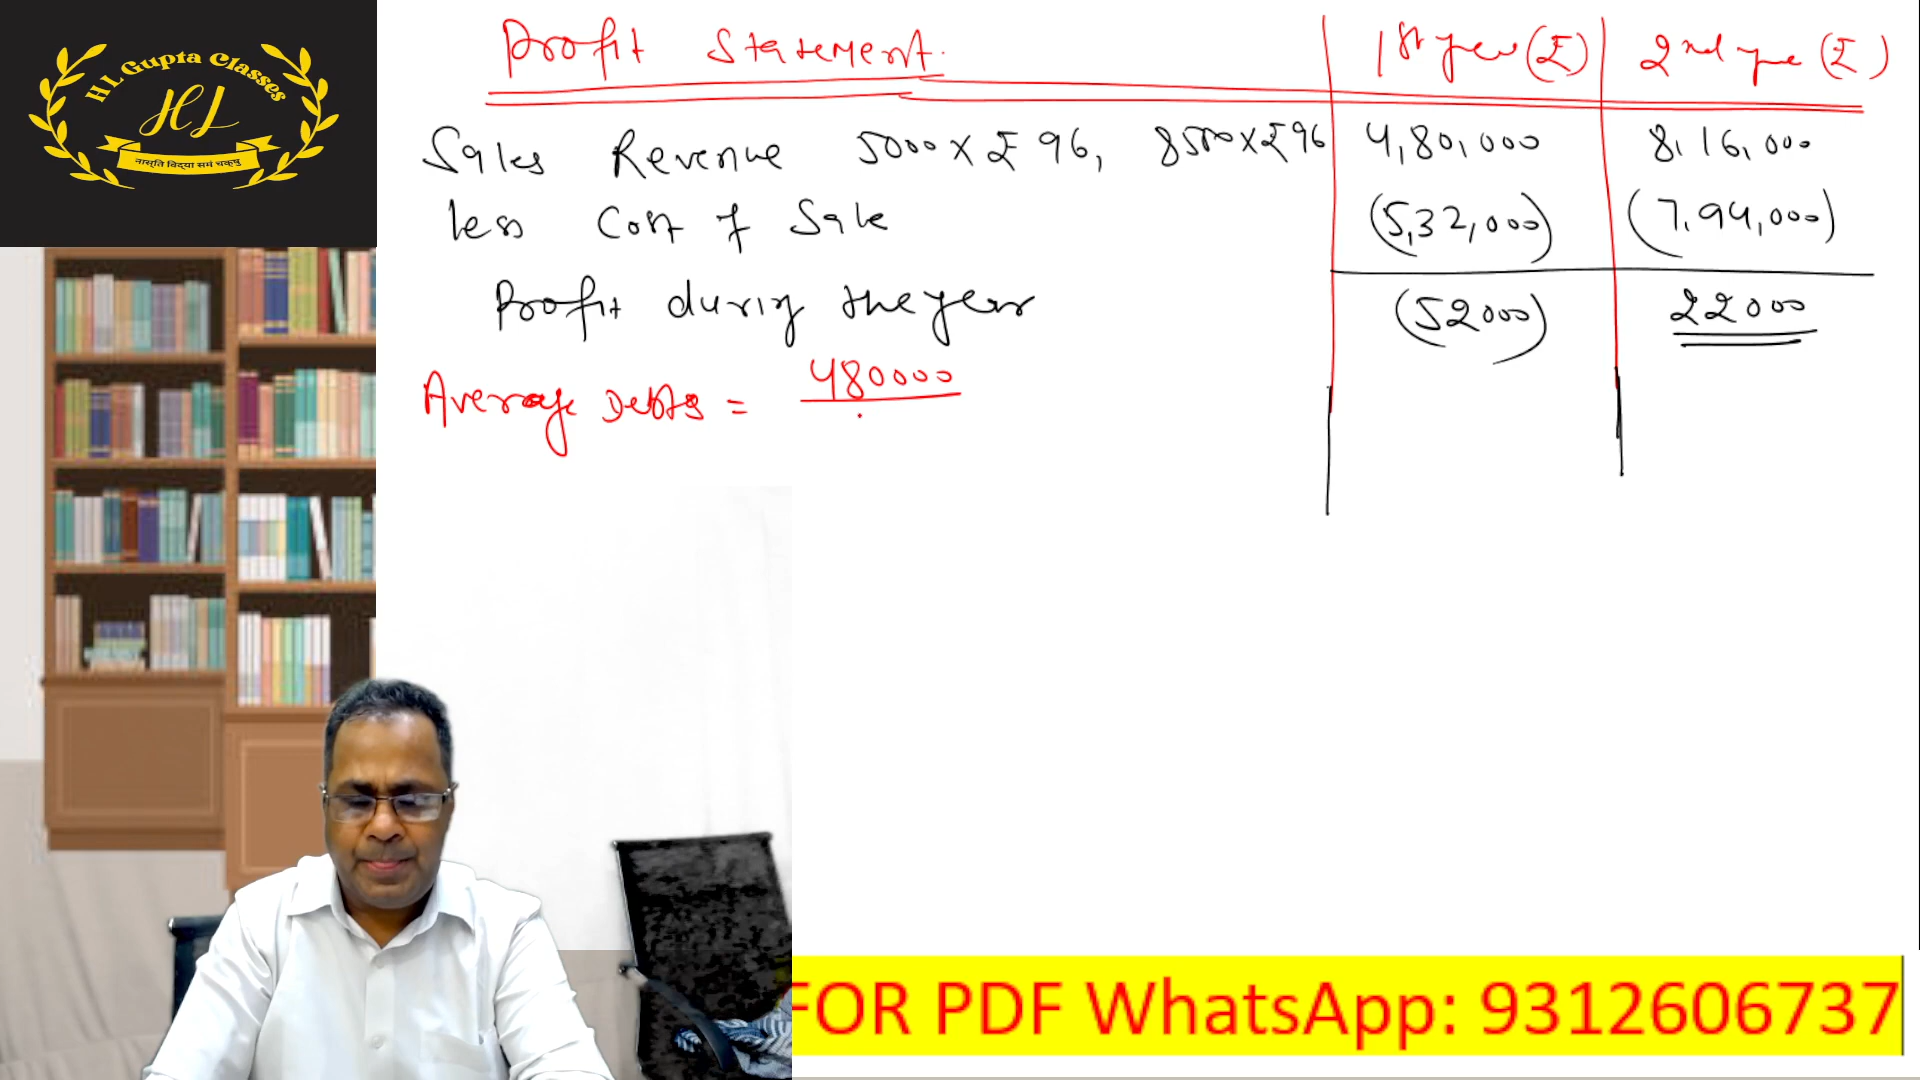 HL Gupta Classes
HL
नास्ति विद्या समं चक्षु
Profit Statement. 1st year (₹) 2nd year (₹)
Sales Revenue 5000 x ₹ 96, 8500 x ₹ 96 4,80,000 8,16,000
less Cost of Sale (5,32,000) (7,94,000)
Profit during the year (52000) 22000
Average Debts = 480000
FOR PDF WhatsApp: 9312606737